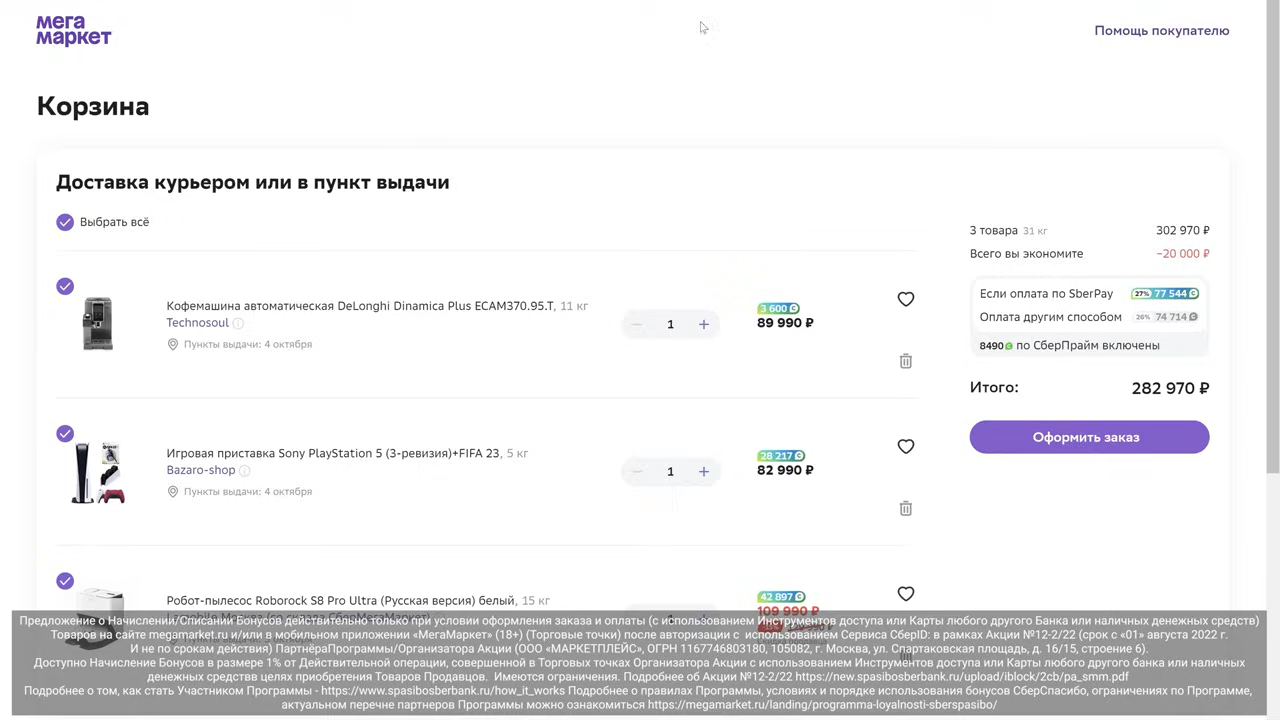 мега
маркет
Помощь покупателю
Корзина
Доставка курьером или в пункт выдачи
Выбрать всё
3 товара 31 кг 302 970 ₽
Всего вы экономите −20 000 ₽
Если оплата по SberPay 27% 77 544
Оплата другим способом 26% 74 714
8490 по СберПрайм включены
Итого: 282 970 ₽
Оформить заказ
Кофемашина автоматическая DeLonghi Dinamica Plus ECAM370.95.T, 11 кг
Technosoul
Пункты выдачи: 4 октября
1
3 600
89 990 ₽
Игровая приставка Sony PlayStation 5 (3-ревизия)+FIFA 23, 5 кг
Bazaro-shop
Пункты выдачи: 4 октября
1
28 217
82 990 ₽
Робот-пылесос Roborock S8 Pro Ultra (Русская версия) белый, 15 кг
42 897
109 990 ₽
Предложение о Начислении/Списании Бонусов действительно только при условии оформления заказа и оплаты (с использованием Инструментов доступа или Карты любого другого Банка или наличных денежных средств)
Товаров на сайте megamarket.ru и/или в мобильном приложении «МегаМаркет» (18+) (Торговые точки) после авторизации с использованием Сервиса СберID: в рамках Акции №12-2/22 (срок с «01» августа 2022 г.
И не по срокам действия) ПартнёраПрограммы/Организатора Акции (ООО «МАРКЕТПЛЕЙС», ОГРН 1167746803180, 105082, г. Москва, ул. Спартаковская площадь, д. 16/15, строение 6).
Доступно Начисление Бонусов в размере 1% от Действительной операции, совершенной в Торговых точках Организатора Акции с использованием Инструментов доступа или Карты любого другого банка или наличных
денежных средств целях приобретения Товаров Продавцов. Имеются ограничения. Подробнее об Акции №12-2/22 https://new.spasibosberbank.ru/upload/iblock/2cb/pa_smm.pdf
Подробнее о том, как стать Участником Программы - https://www.spasibosberbank.ru/how_it_works Подробнее о правилах Программы, условиях и порядке использования бонусов СберСпасибо, ограничениях по Программе,
актуальном перечне партнеров Программы можно ознакомиться https://megamarket.ru/landing/programma-loyalnosti-sberspasibo/